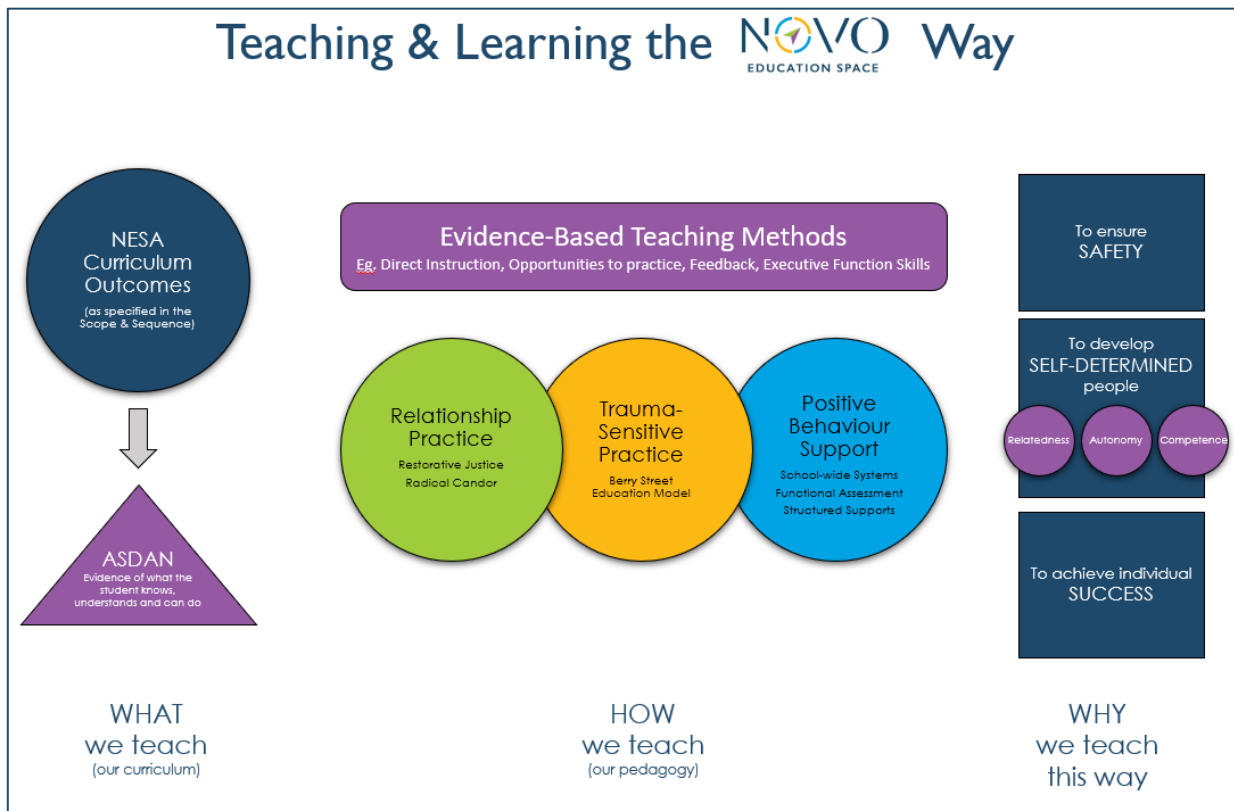 Teaching & Learning the NOVO Way
EDUCATION SPACE
NESA
Curriculum
Outcomes
(as specified in the
Scope & Sequence)
ASDAN
Evidence of what the
student knows,
understands and can do
WHAT
we teach
(our curriculum)
Evidence-Based Teaching Methods
Eg. Direct Instruction, Opportunities to practice, Feedback, Executive Function Skills
Relationship
Practice
Restorative Justice
Radical Candor
Trauma-
Sensitive
Practice
Berry Street
Education Model
Positive
Behaviour
Support
School-wide Systems
Functional Assessment
Structured Supports
HOW
we teach
(our pedagogy)
To ensure
SAFETY
To develop
SELF-DETERMINED
people
Relatedness
Autonomy
Competence
To achieve individual
SUCCESS
WHY
we teach
this way